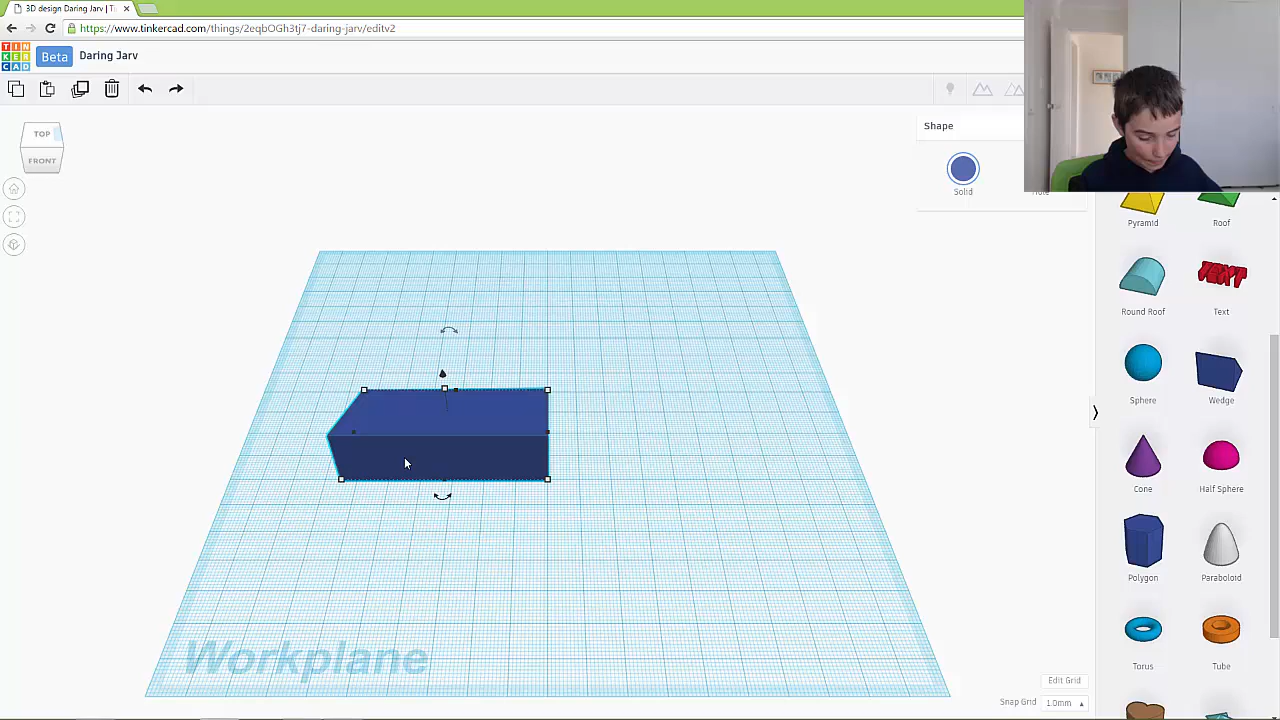 3D design Daring Jarv | Ti
https://www.tinkercad.com/things/2eqbOGh3tj7-daring-jarv/editv2
TIN
KER
CAD
Beta
Daring Jarv
TOP
FRONT
Shape
Solid
Hole
Pyramid
Roof
Round Roof
Text
TEXT
Sphere
Wedge
Cone
Half Sphere
Polygon
Paraboloid
Torus
Tube
Workplane
Edit Grid
Snap Grid 1.0mm